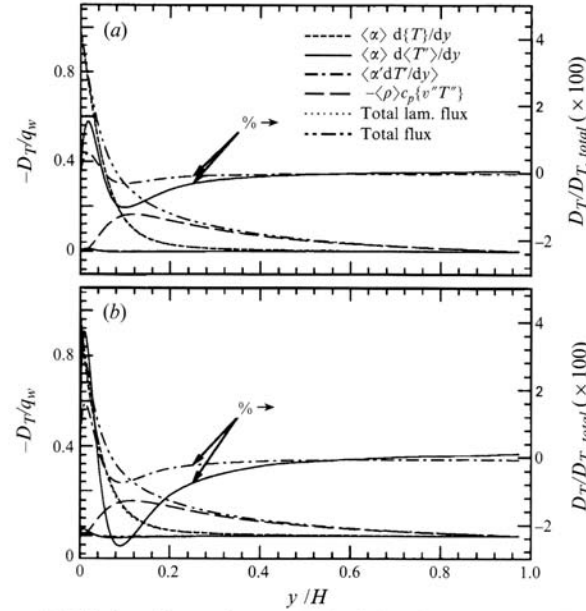 (a)
⟨α⟩ d{T}/dy
⟨α⟩ d⟨T″⟩/dy
⟨α′dT′/dy⟩
−⟨ρ⟩c_p{v″T″}
Total lam. flux
Total flux
% →
0.8
0.4
0
−D_T/q_w
4
2
0
−2
D_T/D_T, total (× 100)
(b)
% →
0.8
0.4
0
−D_T/q_w
4
2
0
−2
D_T/D_T, total (× 100)
0 0.2 0.4 0.6 0.8 1.0
y/H